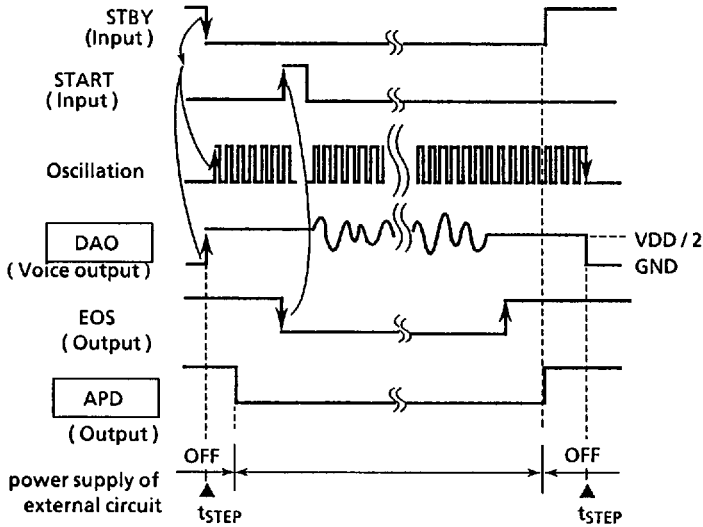 STBY
(Input)
START
( Input )
Oscillation
DAO
( Voice output )
VDD / 2
GND
EOS
( Output )
APD
( Output )
OFF
OFF
power supply of
external circuit
tSTEP
tSTEP